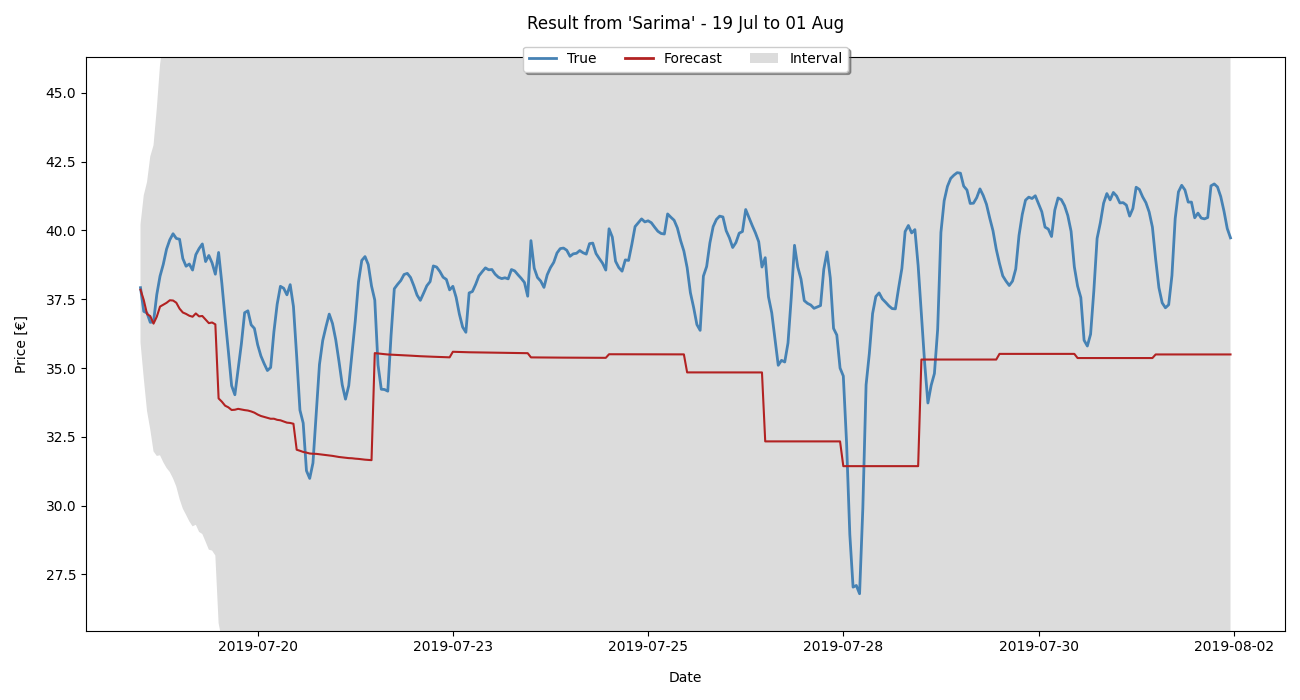 Result from 'Sarima' - 19 Jul to 01 Aug
True Forecast Interval
45.0
42.5
40.0
37.5
35.0
32.5
30.0
27.5
Price [€]
2019-07-20 2019-07-23 2019-07-25 2019-07-28 2019-07-30 2019-08-02
Date